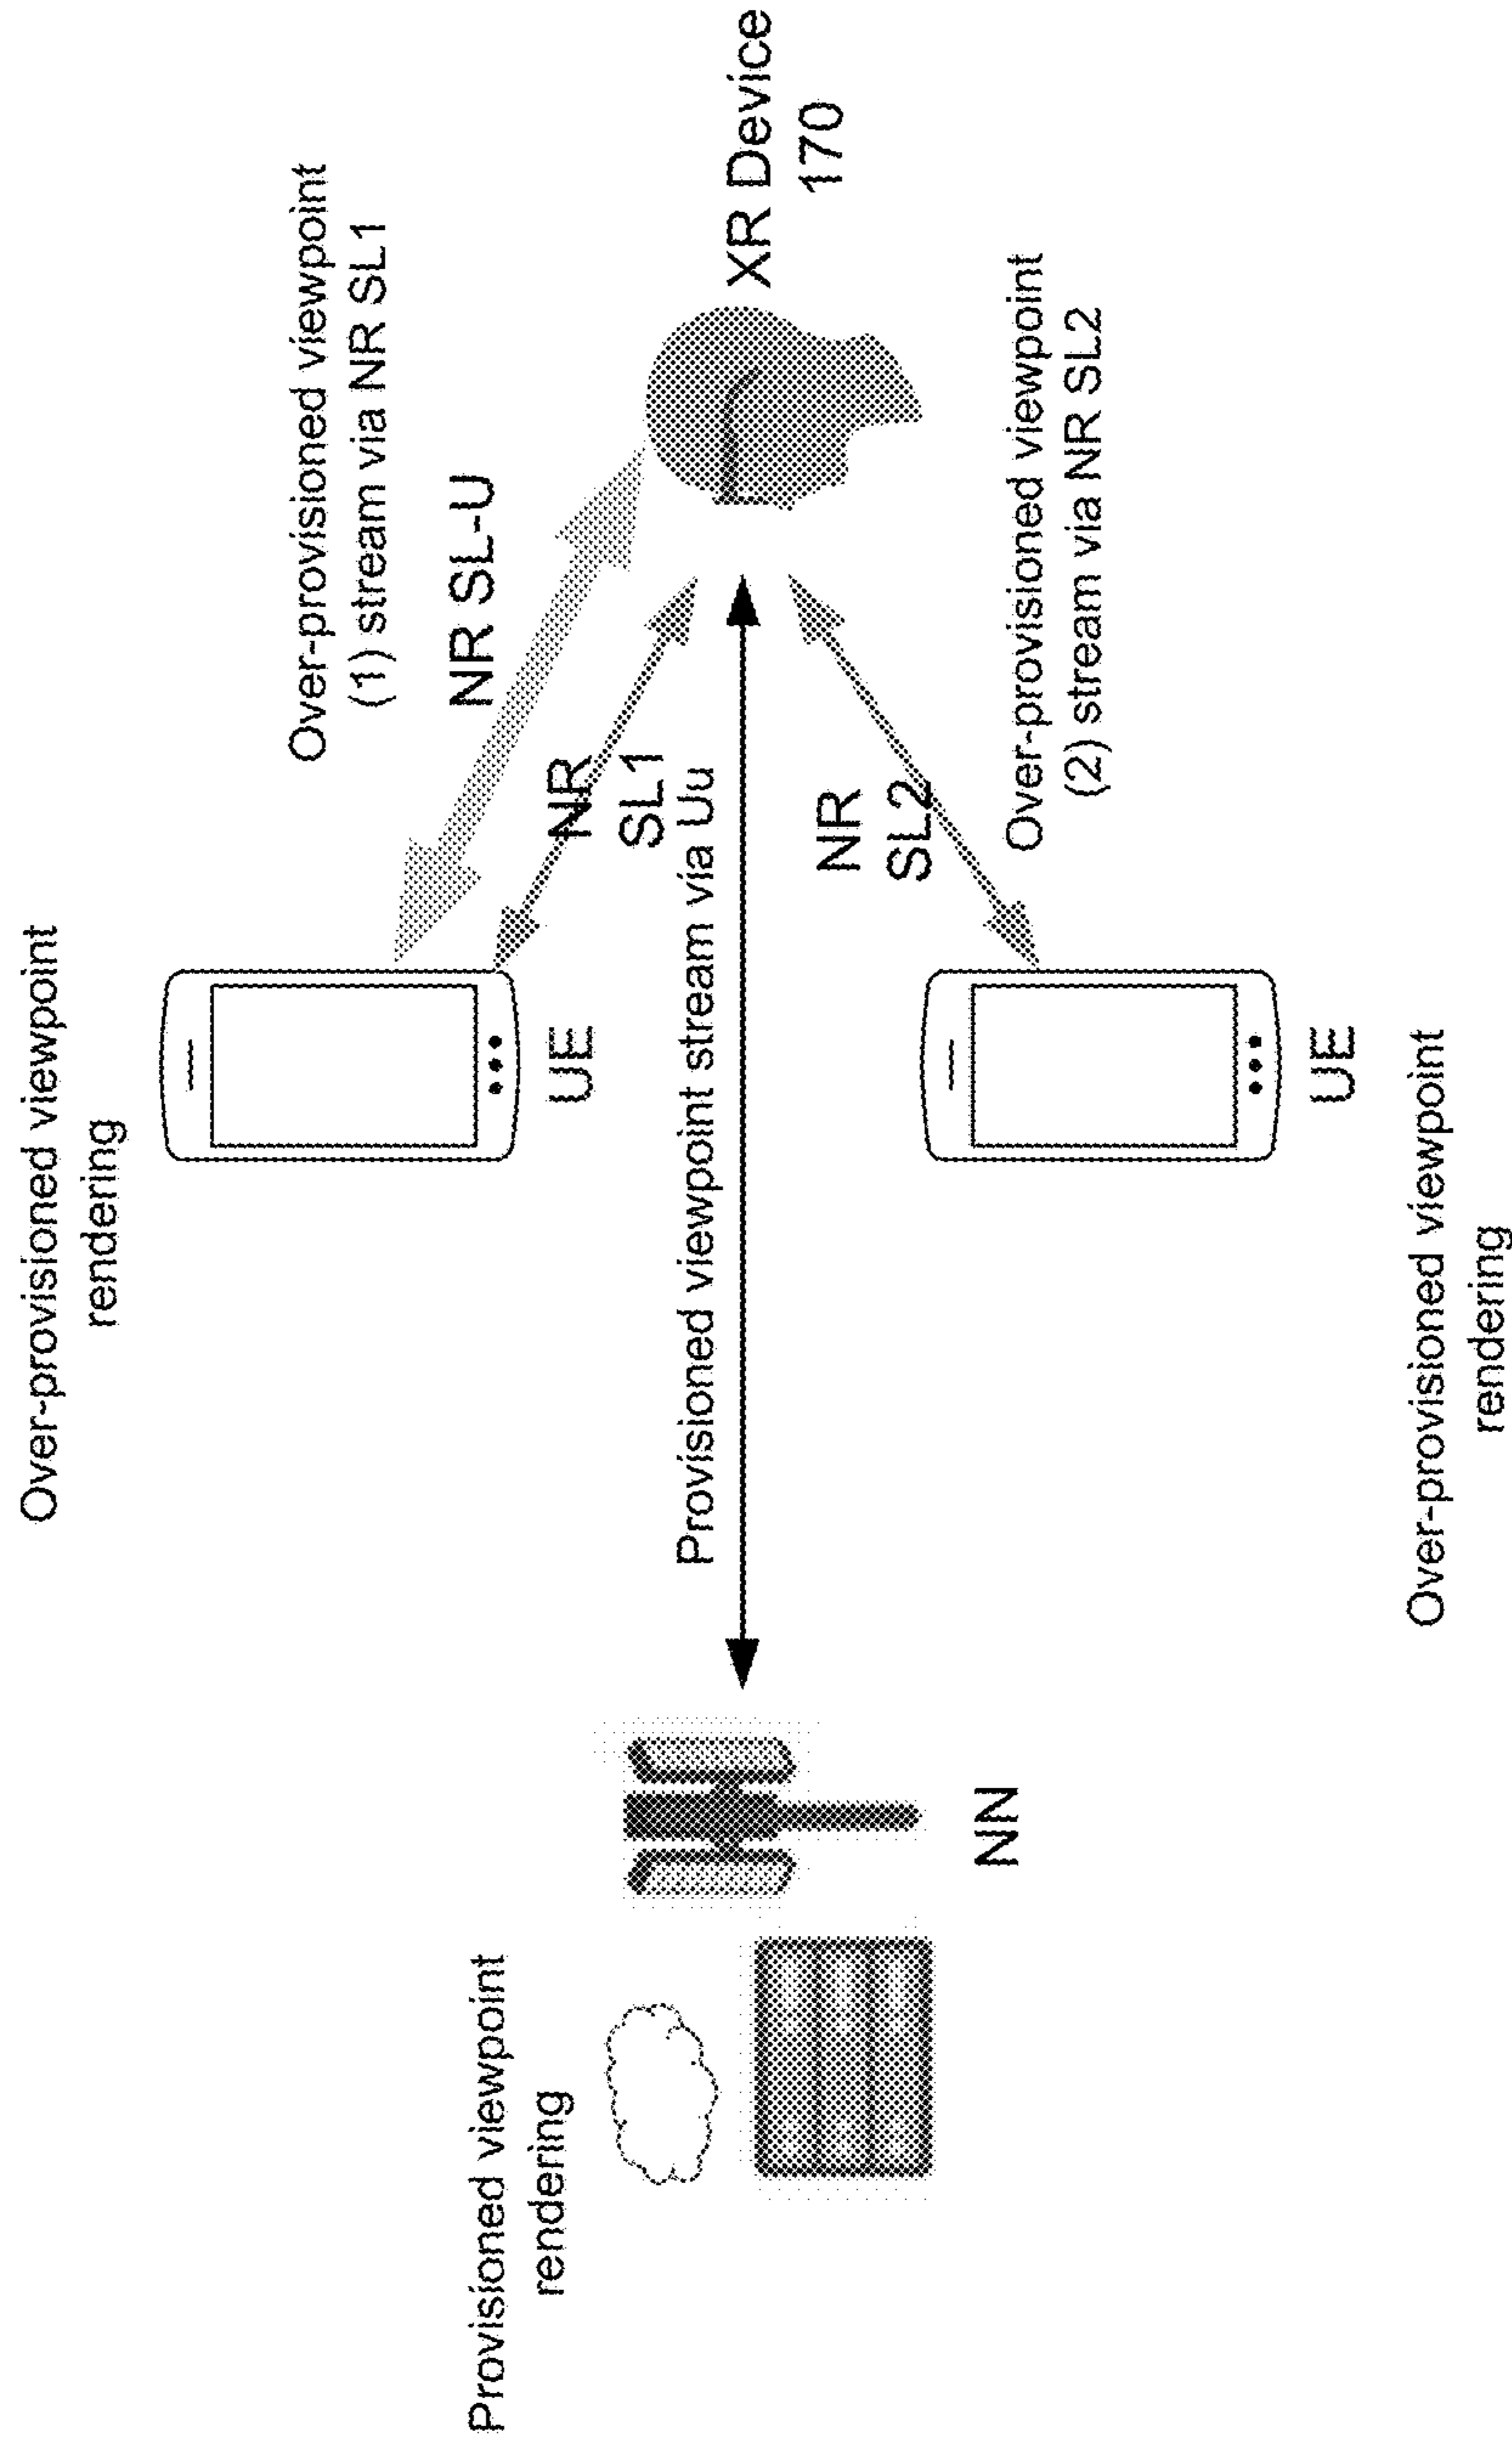 Over-provisioned viewpoint
rendering
Over-provisioned viewpoint
(1) stream via NR SL1
NR SL-U
UE
NR
SL1
Provisioned viewpoint
rendering
Provisioned viewpoint stream via Uu
XR Device
170
NN
NR
SL2
Over-provisioned viewpoint
(2) stream via NR SL2
UE
Over-provisioned viewpoint
rendering